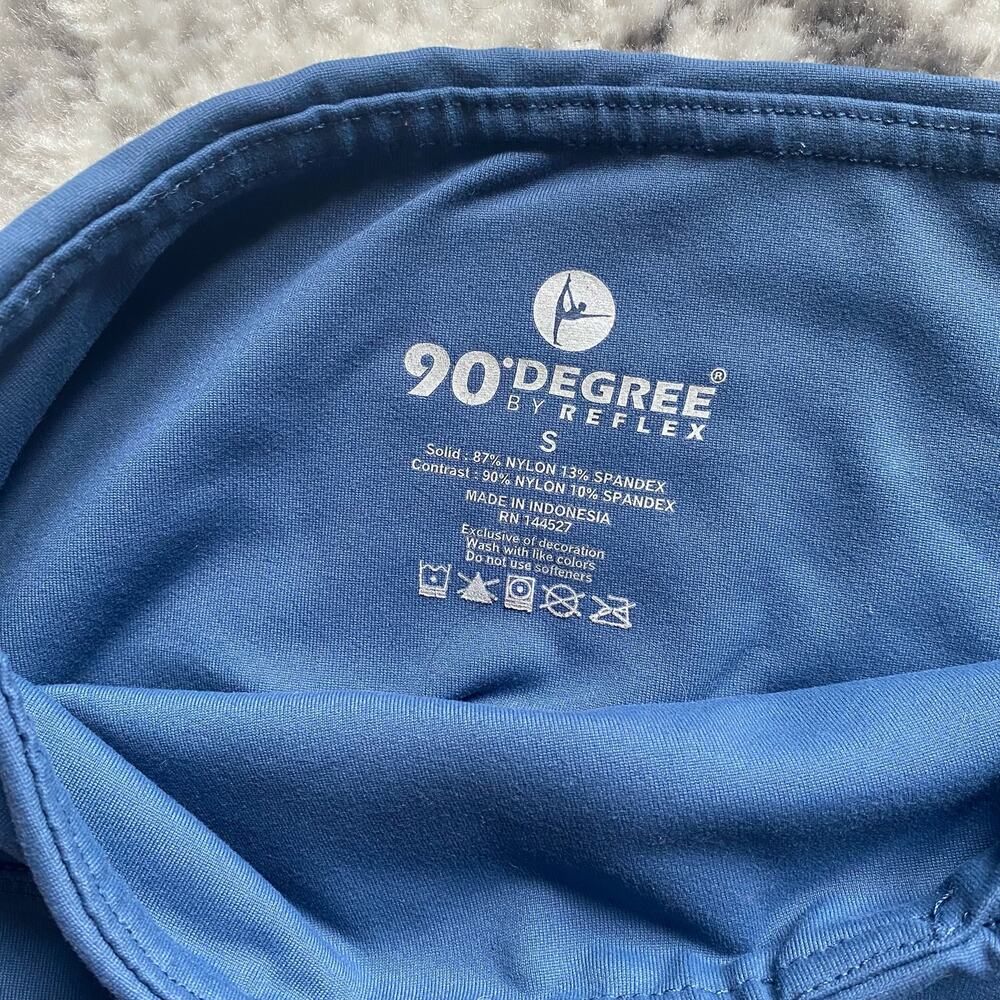 90°DEGREE®
BY REFLEX
S
Solid : 87% NYLON 13% SPANDEX
Contrast : 90% NYLON 10% SPANDEX
MADE IN INDONESIA
RN 144527
Exclusive of decoration
Wash with like colors
Do not use softeners